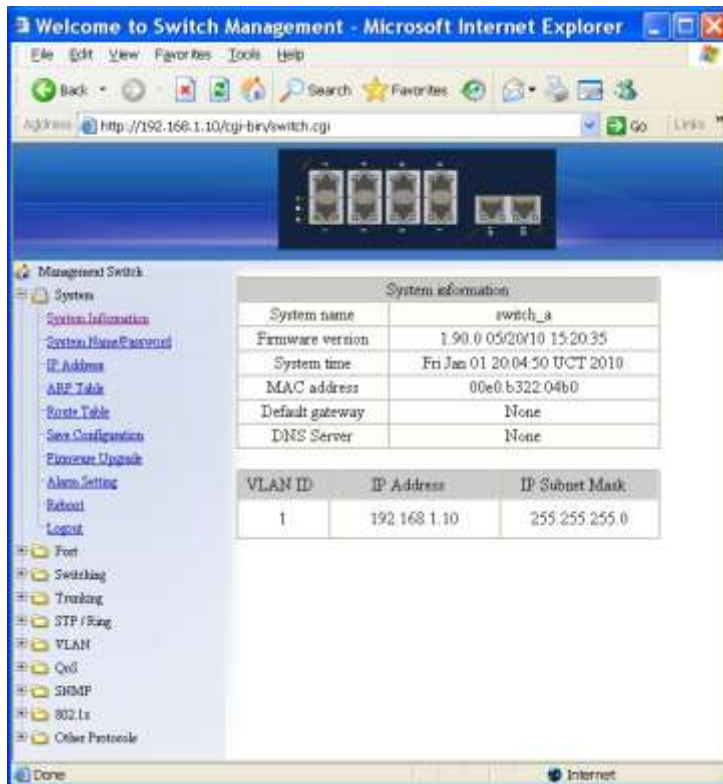 Welcome to Switch Management - Microsoft Internet Explorer
File Edit View Favorites Tools Help
Back Search Favorites
Address http://192.168.1.10/cgi-bin/switch.cgi Go Links »
Management Switch
System
System Information
System Name/Password
IP Address
ARP Table
Route Table
Save Configuration
Firmware Upgrade
Alarm Setting
Reboot
Logout
Port
Switching
Trunking
STP / Ring
VLAN
QoS
SNMP
802.1x
Other Protocols
System information
System name switch_a
Firmware version 1.90.0 05/20/10 15:20:35
System time Fri Jan 01 20:04:50 UCT 2010
MAC address 00e0.b322.04b0
Default gateway None
DNS Server None
VLAN ID IP Address IP Subnet Mask
1 192.168.1.10 255.255.255.0
Done Internet